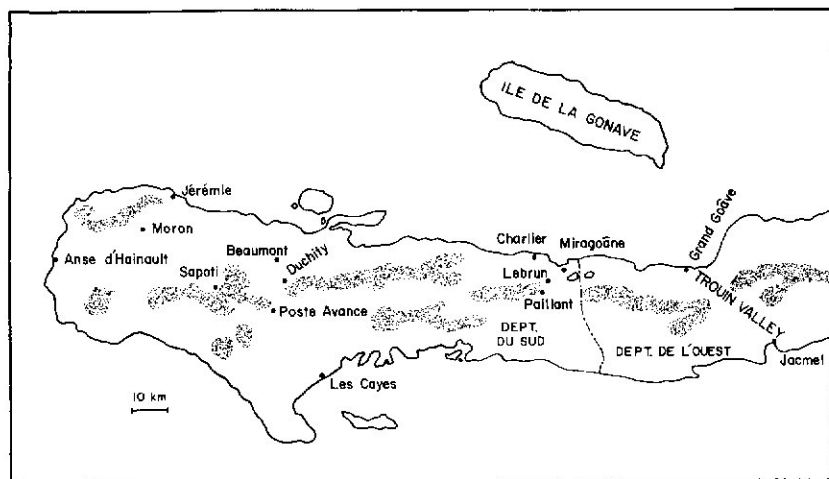 ILE DE LA GONAVE
Jérémie
Moron
Anse d'Hainault
Beaumont
Duchity
Sapoti
Poste Avance
Les Cayes
Charlier
Miragoâne
Lebrun
Paillant
Grand Goâve
TROUIN VALLEY
DEPT.
DU SUD
DEPT. DE L'OUEST
Jacmel
10 km